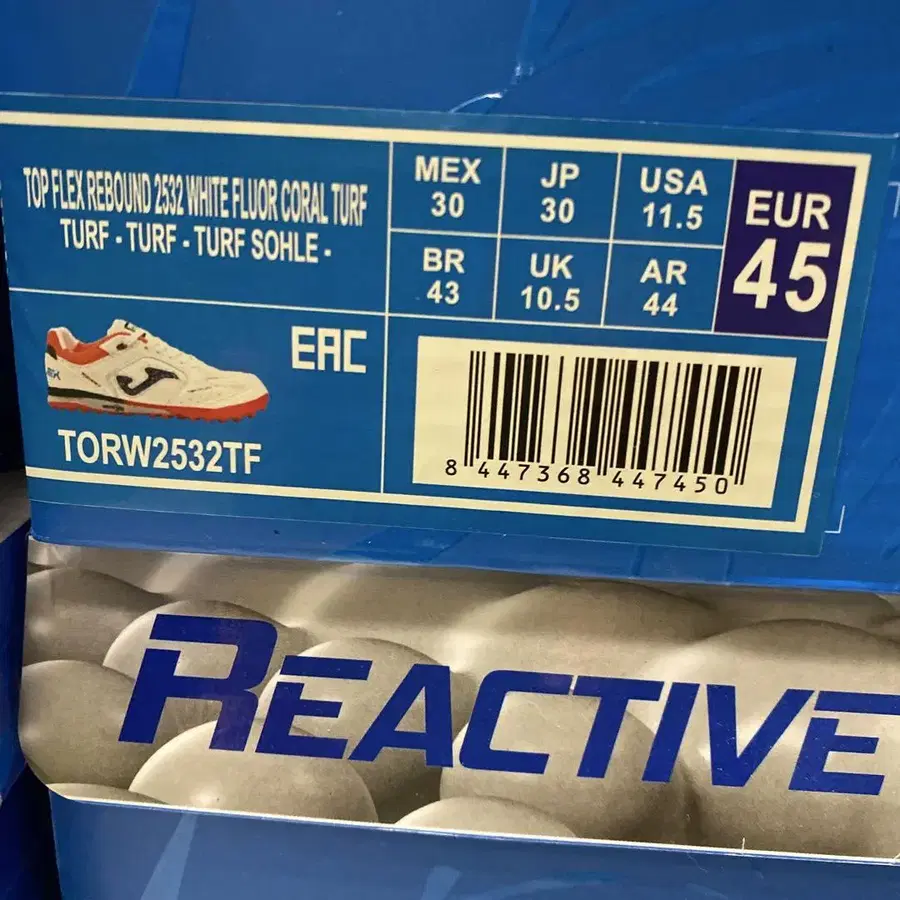 TOP FLEX REBOUND 2532 WHITE FLUOR CORAL TURF
TURF - TURF - TURF SOHLE -
MEX
30
JP
30
USA
11.5
EUR
45
BR
43
UK
10.5
AR
44
EAC
TORW2532TF
8 447368 447450
REACTIVE